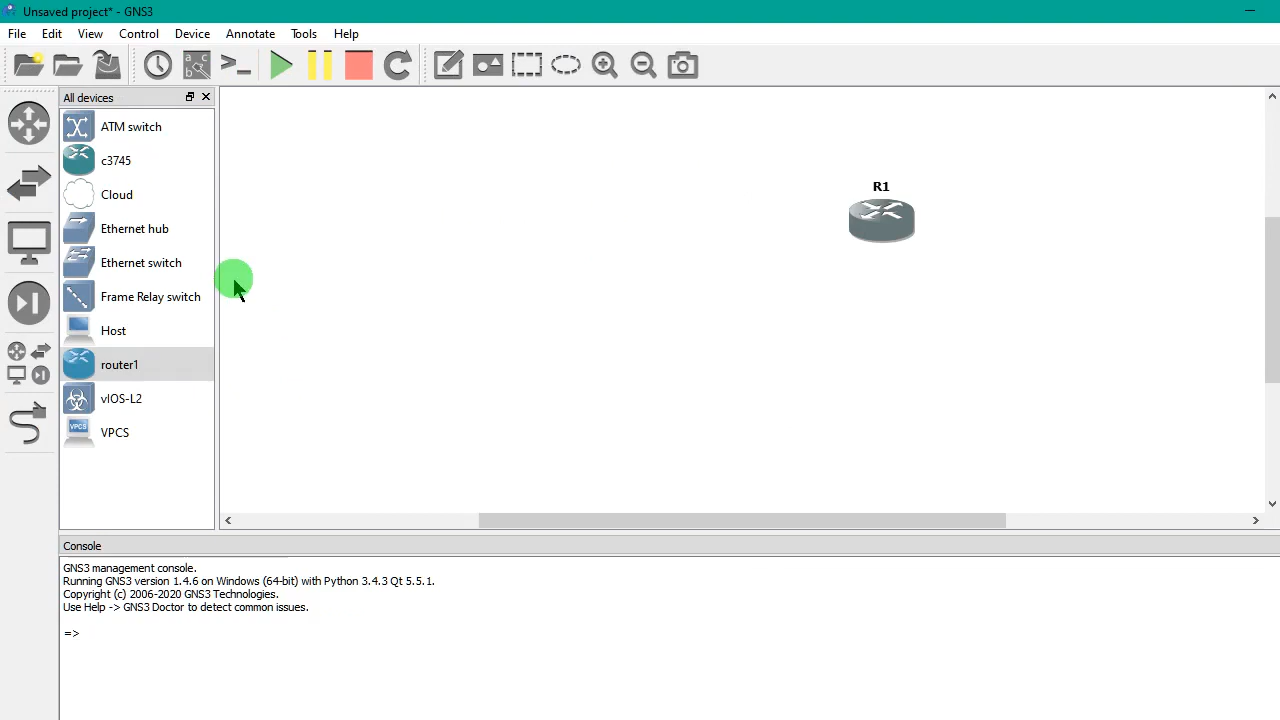 Unsaved project* - GNS3
File Edit View Control Device Annotate Tools Help
All devices
ATM switch
c3745
Cloud
Ethernet hub
Ethernet switch
Frame Relay switch
Host
router1
vIOS-L2
VPCS
VPCS
R1
Console
GNS3 management console.
Running GNS3 version 1.4.6 on Windows (64-bit) with Python 3.4.3 Qt 5.5.1.
Copyright (c) 2006-2020 GNS3 Technologies.
Use Help -> GNS3 Doctor to detect common issues.
=>